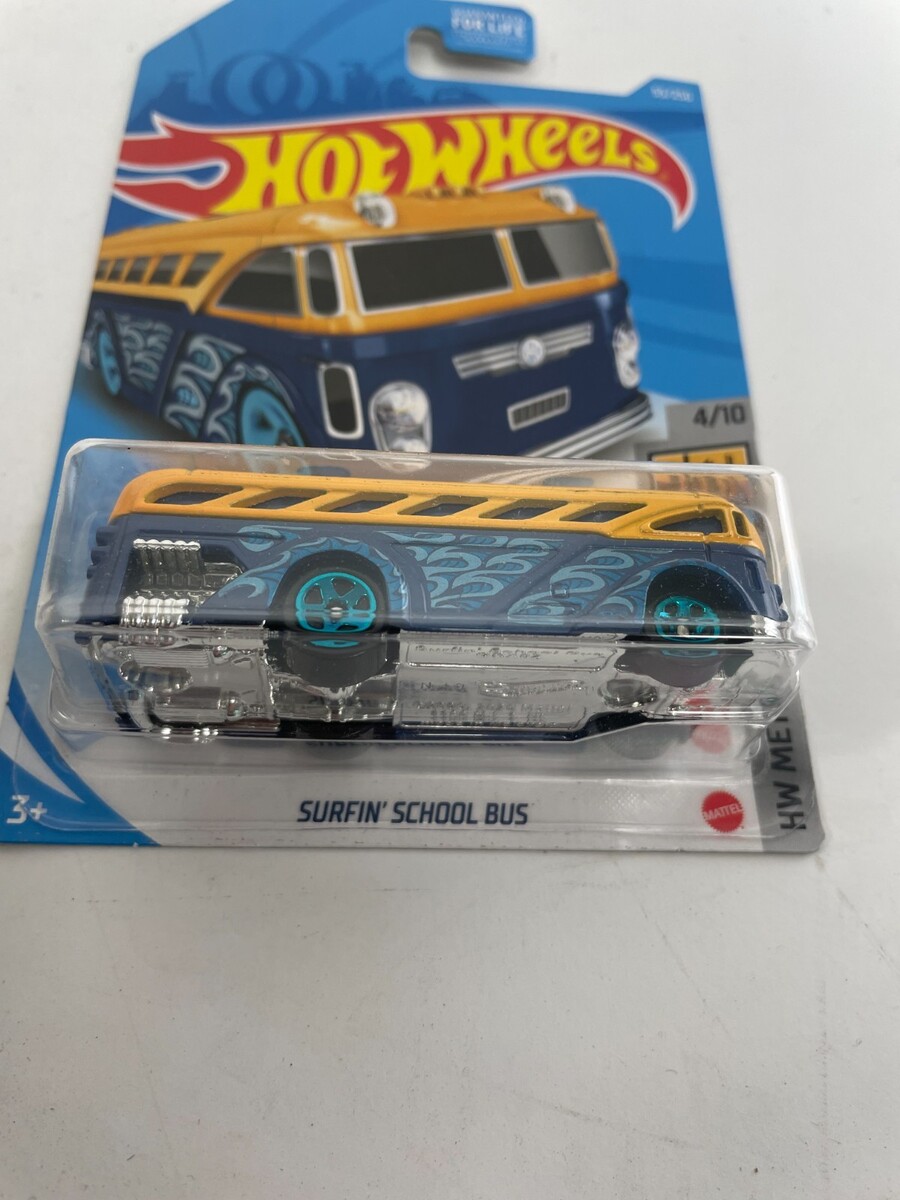 FOR LIFE
HOT WHEELS
4/10
3+
SURFIN' SCHOOL BUS
MATTEL
HW MET